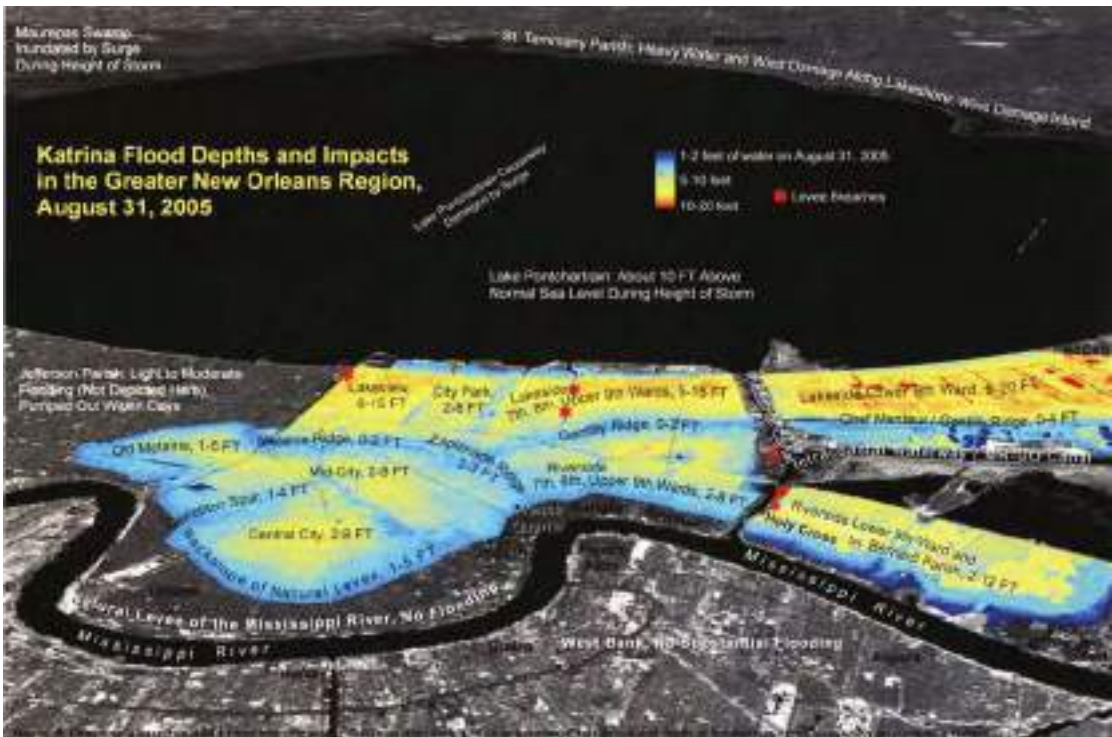 Maurepas Swamp
Inundated by Surge
During Height of Storm
St. Tammany Parish: Heavy Water and Wind Damage Along Lakeshore; Wind Damage Inland
Katrina Flood Depths and Impacts
in the Greater New Orleans Region,
August 31, 2005
Lake Pontchartrain Causeway
Damaged by Surge
1-2 feet of water on August 31, 2005
5-10 feet
10-20 feet
Levee Breaches
Lake Pontchartrain: About 10 FT Above
Normal Sea Level During Height of Storm
Jefferson Parish: Light to Moderate
Flooding (Not Depicted Here),
Pumped Out Within Days
Lakeview
6-15 FT
City Park,
2-8 FT
Lakeside
7th, 8th, Upper 9th Wards, 5-15 FT
Lakeside Lower 9th Ward, 8-20 FT
Ridge, 0-4 FT
Old Metairie, 1-6 FT
Metairie Ridge, 0-2 FT
Esplanade Ridge
Gentilly Ridge, 0-2 FT
Mid-City, 2-8 FT
Riverside
7th, 8th, Upper 9th Wards, 2-8 FT
Spur, 1-4 FT
Central City, 2-9 FT
Backslope of Natural Levee, 1-5 FT
Riverside Lower 9th Ward and
Holy Cross
St. Bernard Parish, 2-12 FT
Natural Levee of the Mississippi River, No Flooding
Mississippi River
Mississippi River
West Bank, No Substantial Flooding